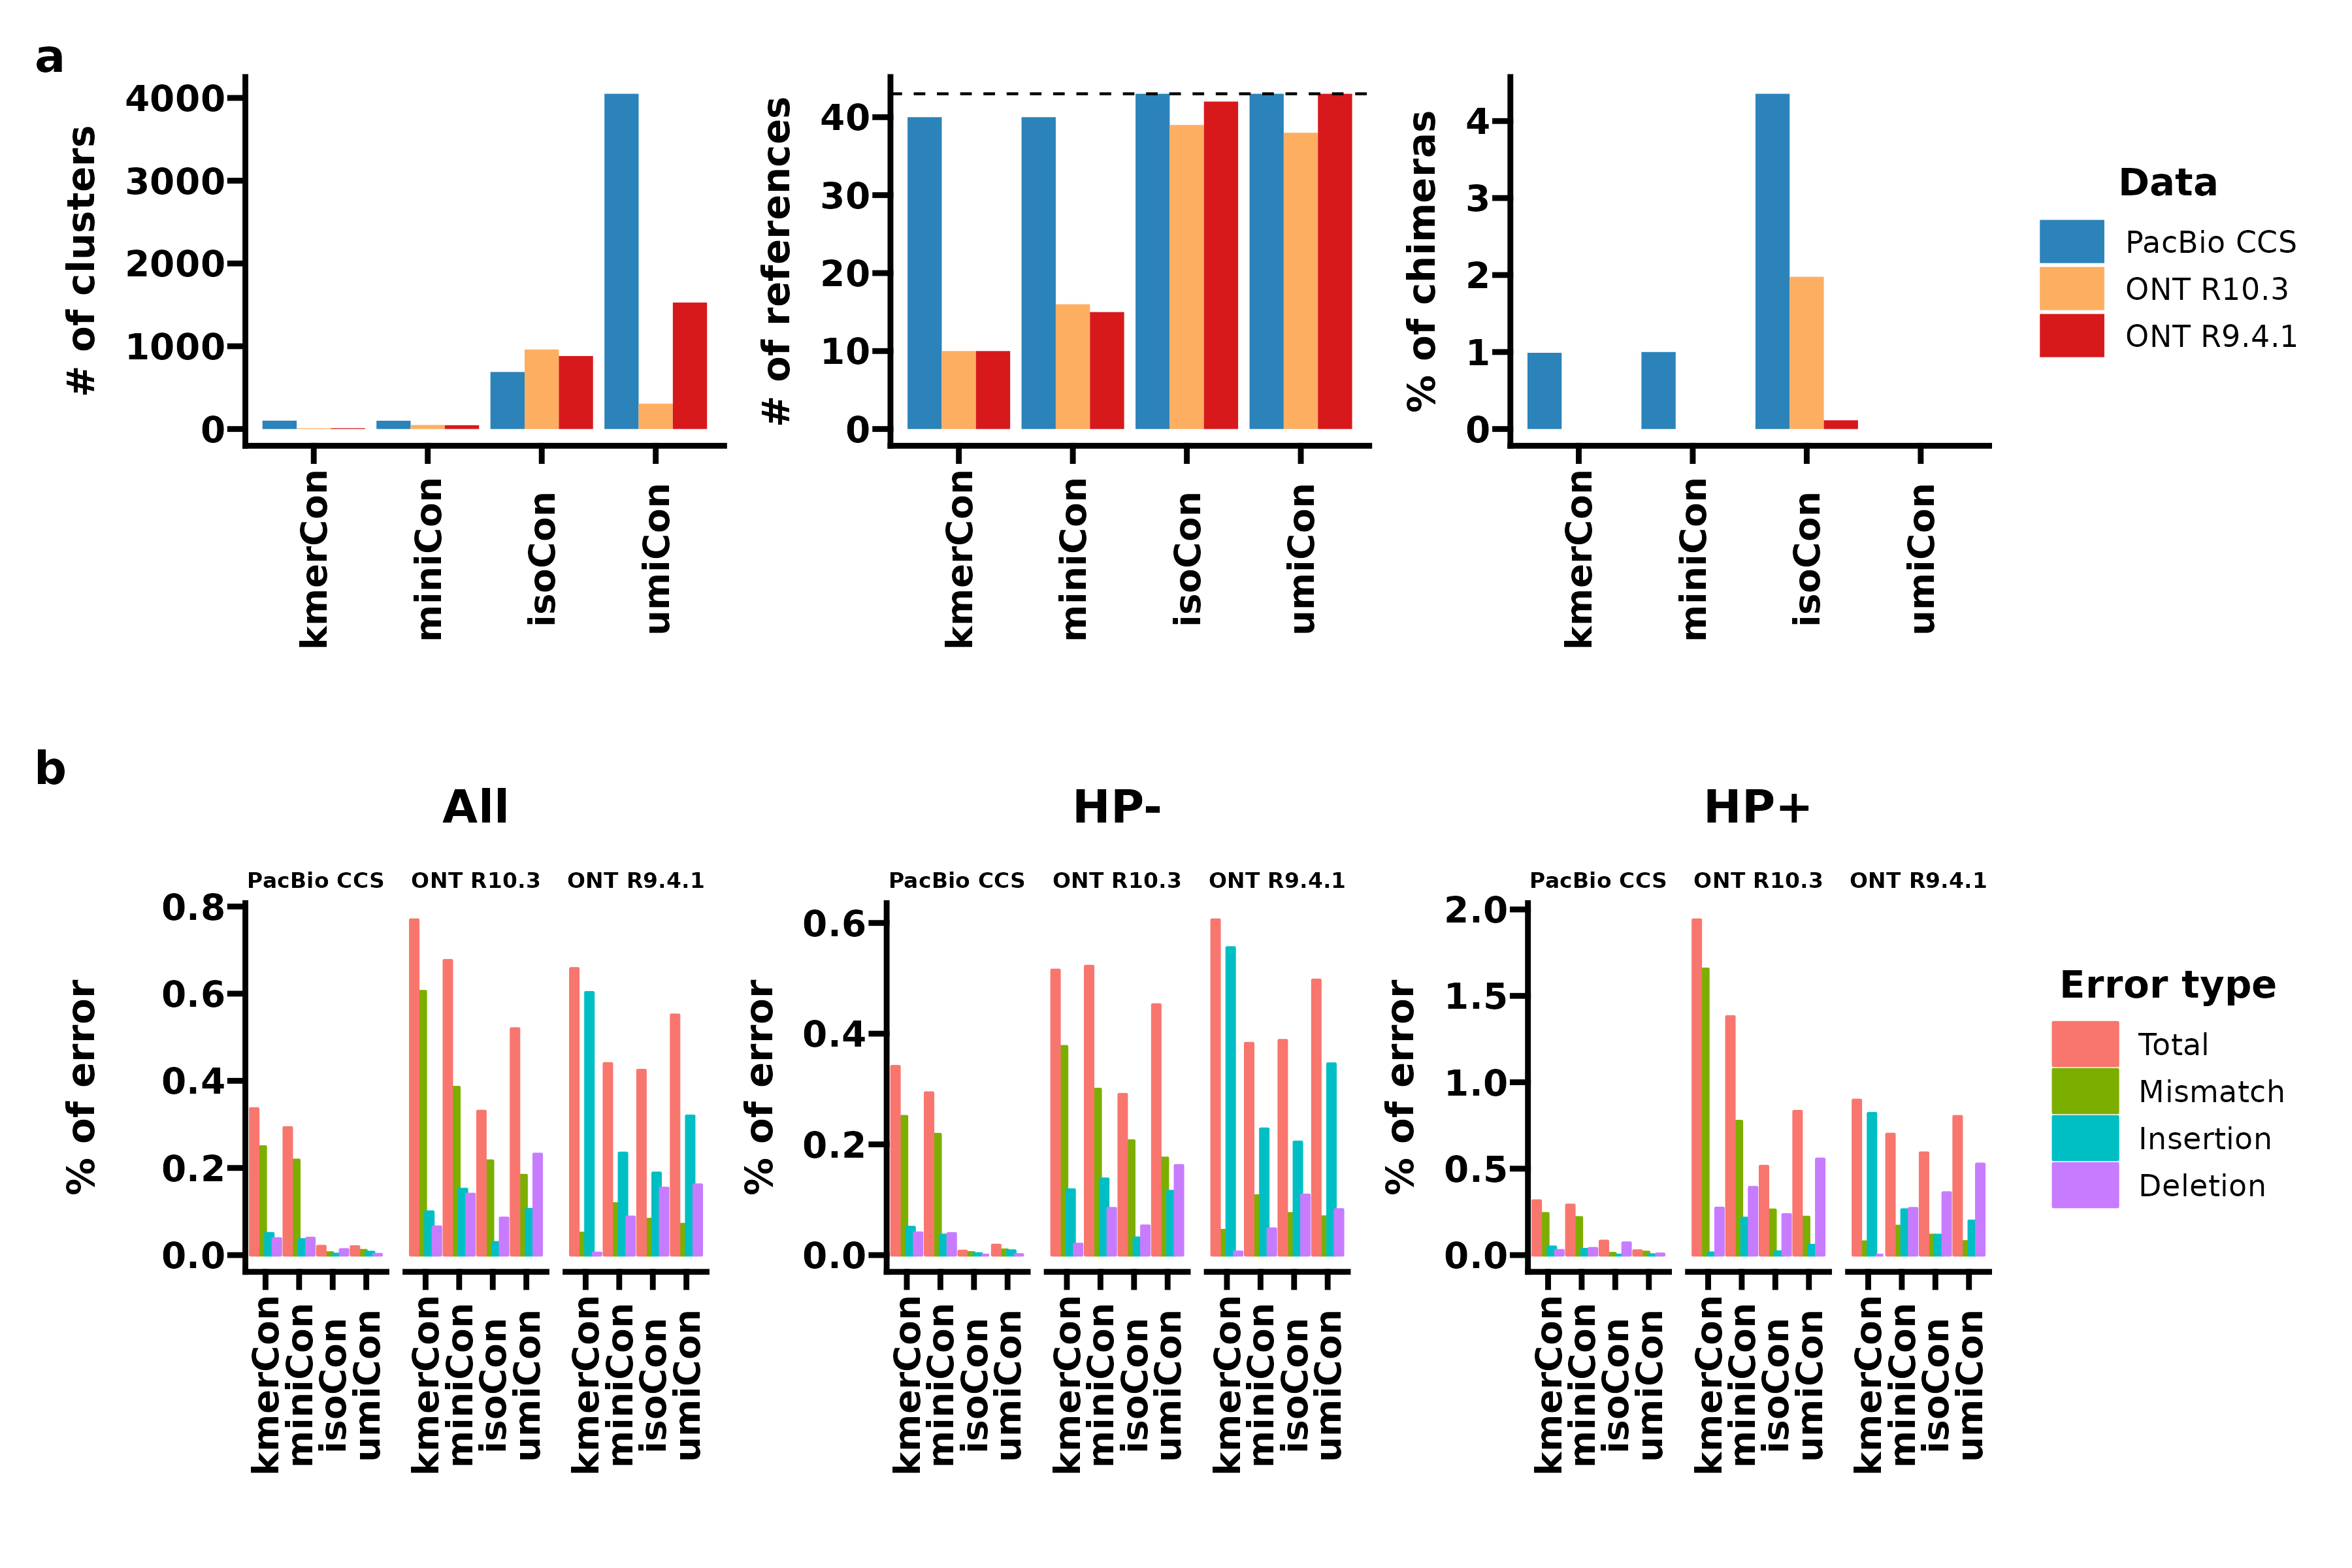 a
# of clusters
4000
3000
2000
1000
0
kmerCon
miniCon
isoCon
umiCon
# of references
40
30
20
10
0
kmerCon
miniCon
isoCon
umiCon
% of chimeras
4
3
2
1
0
kmerCon
miniCon
isoCon
umiCon
Data
PacBio CCS
ONT R10.3
ONT R9.4.1
b
All
PacBio CCS
ONT R10.3
ONT R9.4.1
% of error
0.8
0.6
0.4
0.2
0.0
kmerCon
miniCon
isoCon
umiCon
kmerCon
miniCon
isoCon
umiCon
kmerCon
miniCon
isoCon
umiCon
HP-
PacBio CCS
ONT R10.3
ONT R9.4.1
% of error
0.6
0.4
0.2
0.0
kmerCon
miniCon
isoCon
umiCon
kmerCon
miniCon
isoCon
umiCon
kmerCon
miniCon
isoCon
umiCon
HP+
PacBio CCS
ONT R10.3
ONT R9.4.1
% of error
2.0
1.5
1.0
0.5
0.0
kmerCon
miniCon
isoCon
umiCon
kmerCon
miniCon
isoCon
umiCon
kmerCon
miniCon
isoCon
umiCon
Error type
Total
Mismatch
Insertion
Deletion